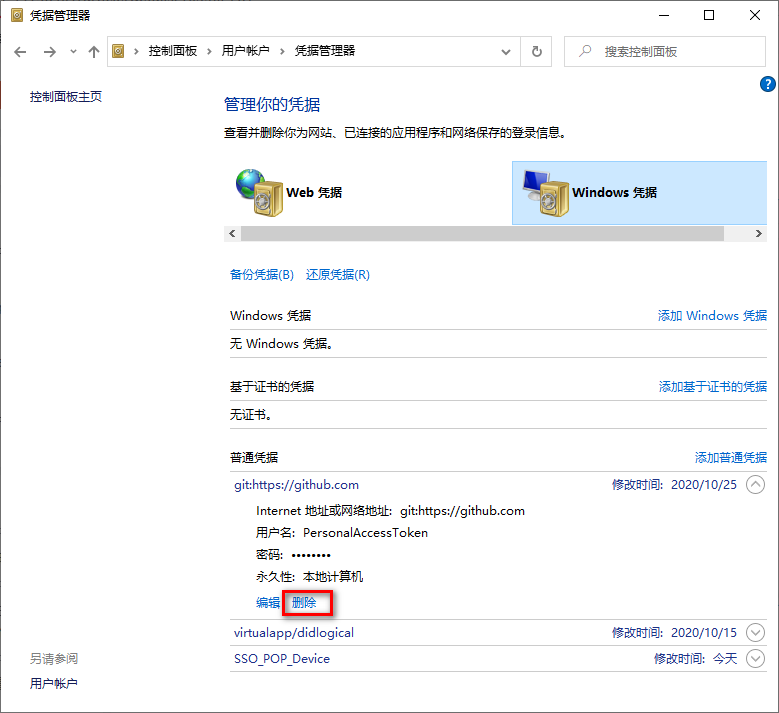 凭据管理器
控制面板 › 用户帐户 › 凭据管理器
搜索控制面板
控制面板主页
管理你的凭据
查看并删除你为网站、已连接的应用程序和网络保存的登录信息。
Web 凭据
Windows 凭据
备份凭据(B) 还原凭据(R)
Windows 凭据 添加 Windows 凭据
无 Windows 凭据。
基于证书的凭据 添加基于证书的凭据
无证书。
普通凭据 添加普通凭据
git:https://github.com 修改时间: 2020/10/25
Internet 地址或网络地址: git:https://github.com
用户名: PersonalAccessToken
密码: ••••••••
永久性: 本地计算机
编辑 删除
virtualapp/didlogical 修改时间: 2020/10/15
SSO_POP_Device 修改时间: 今天
另请参阅
用户帐户